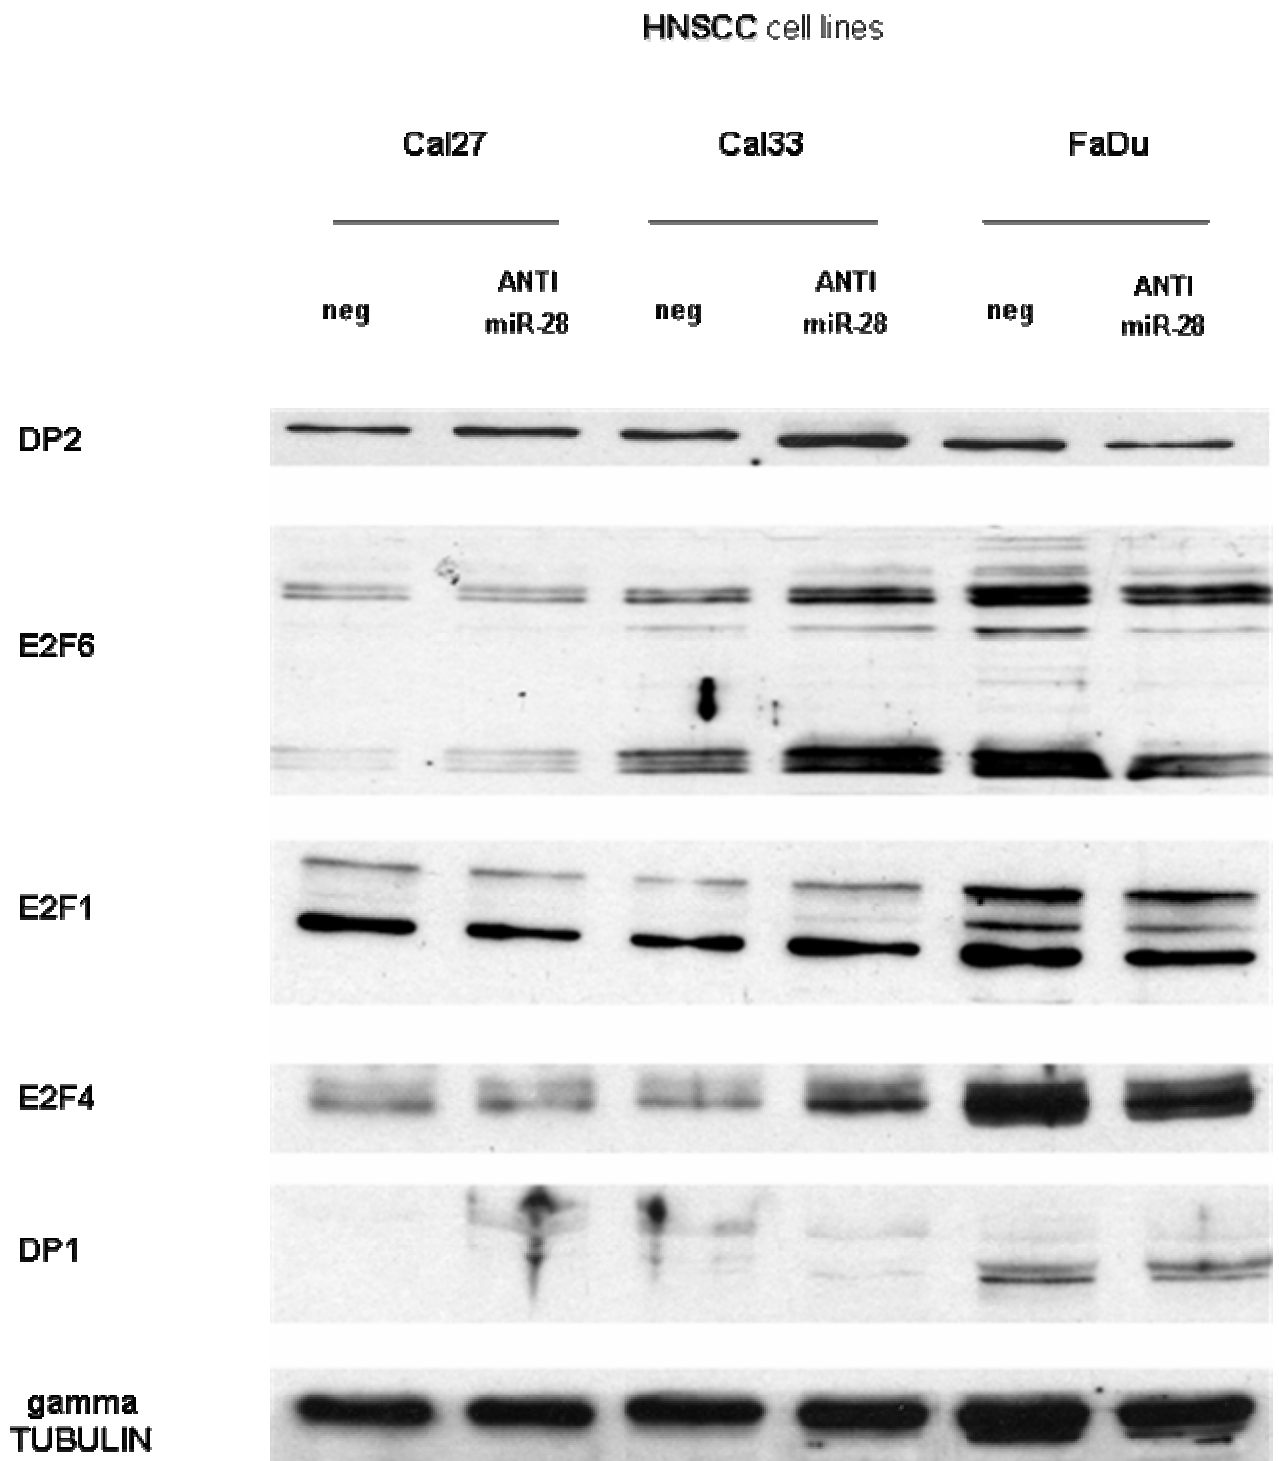 HNSCC cell lines
Cal27 Cal33 FaDu
neg ANTI miR-28 neg ANTI miR-28 neg ANTI miR-28
DP2
E2F6
E2F1
E2F4
DP1
gamma
TUBULIN